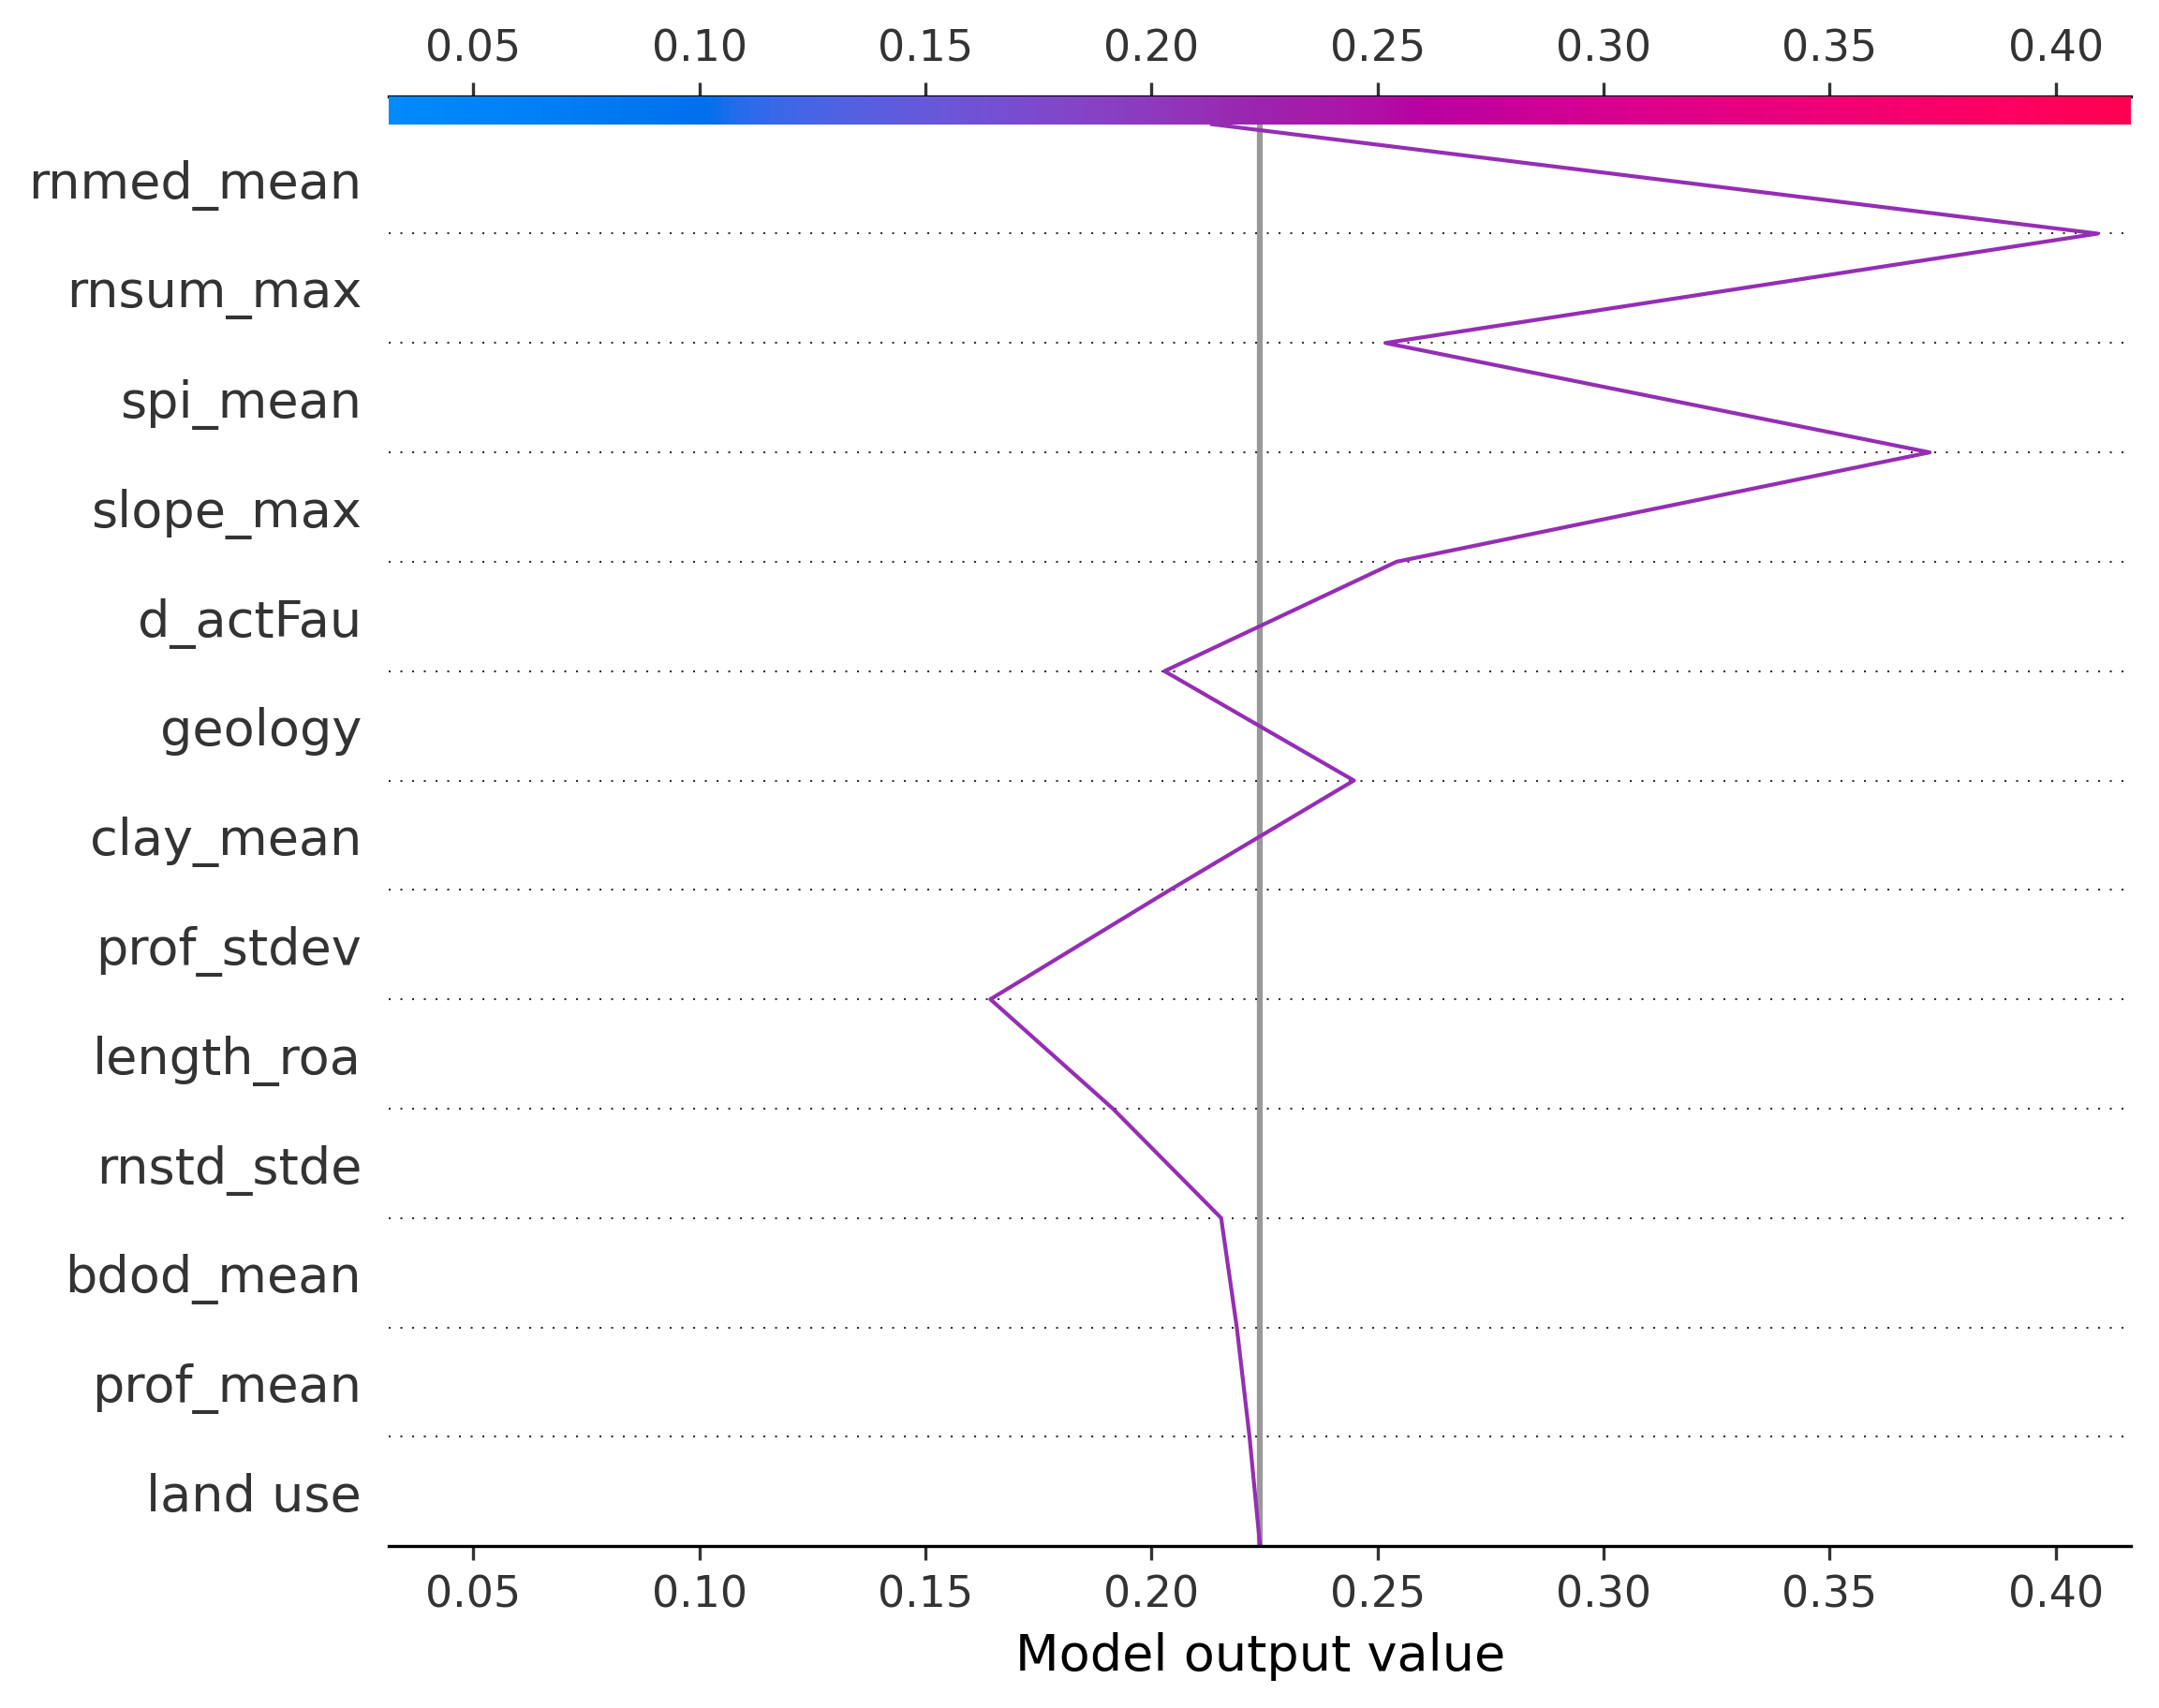 0.05 0.10 0.15 0.20 0.25 0.30 0.35 0.40
rnmed_mean
rnsum_max
spi_mean
slope_max
d_actFau
geology
clay_mean
prof_stdev
length_roa
rnstd_stde
bdod_mean
prof_mean
land use
0.05 0.10 0.15 0.20 0.25 0.30 0.35 0.40
Model output value